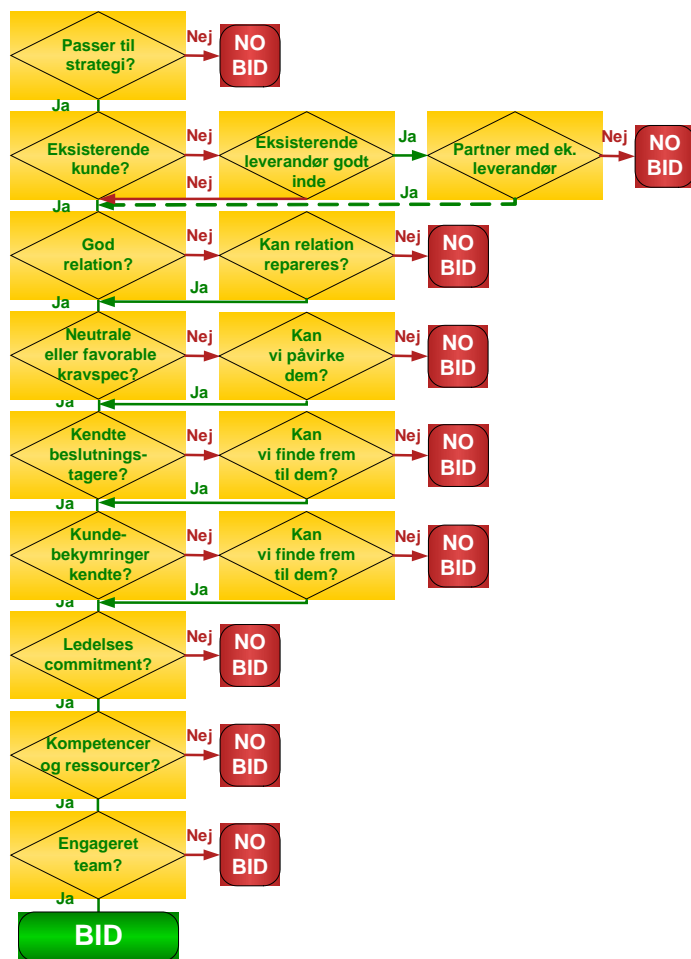 Passer til
strategi?
Nej
NO
BID
Ja
Eksisterende
kunde?
Nej
Eksisterende
leverandør godt
inde
Ja
Partner med ek.
leverandør
Nej
NO
BID
Nej
Ja
Ja
God
relation?
Nej
Kan relation
repareres?
Nej
NO
BID
Ja
Ja
Neutrale
eller favorable
kravspec?
Nej
Kan
vi påvirke
dem?
Nej
NO
BID
Ja
Ja
Kendte
beslutnings-
tagere?
Nej
Kan
vi finde frem
til dem?
Nej
NO
BID
Ja
Ja
Kunde-
bekymringer
kendte?
Nej
Kan
vi finde frem
til dem?
Nej
NO
BID
Ja
Ja
Ledelses
commitment?
Nej
NO
BID
Ja
Kompetencer
og ressourcer?
Nej
NO
BID
Ja
Engageret
team?
Nej
NO
BID
Ja
BID